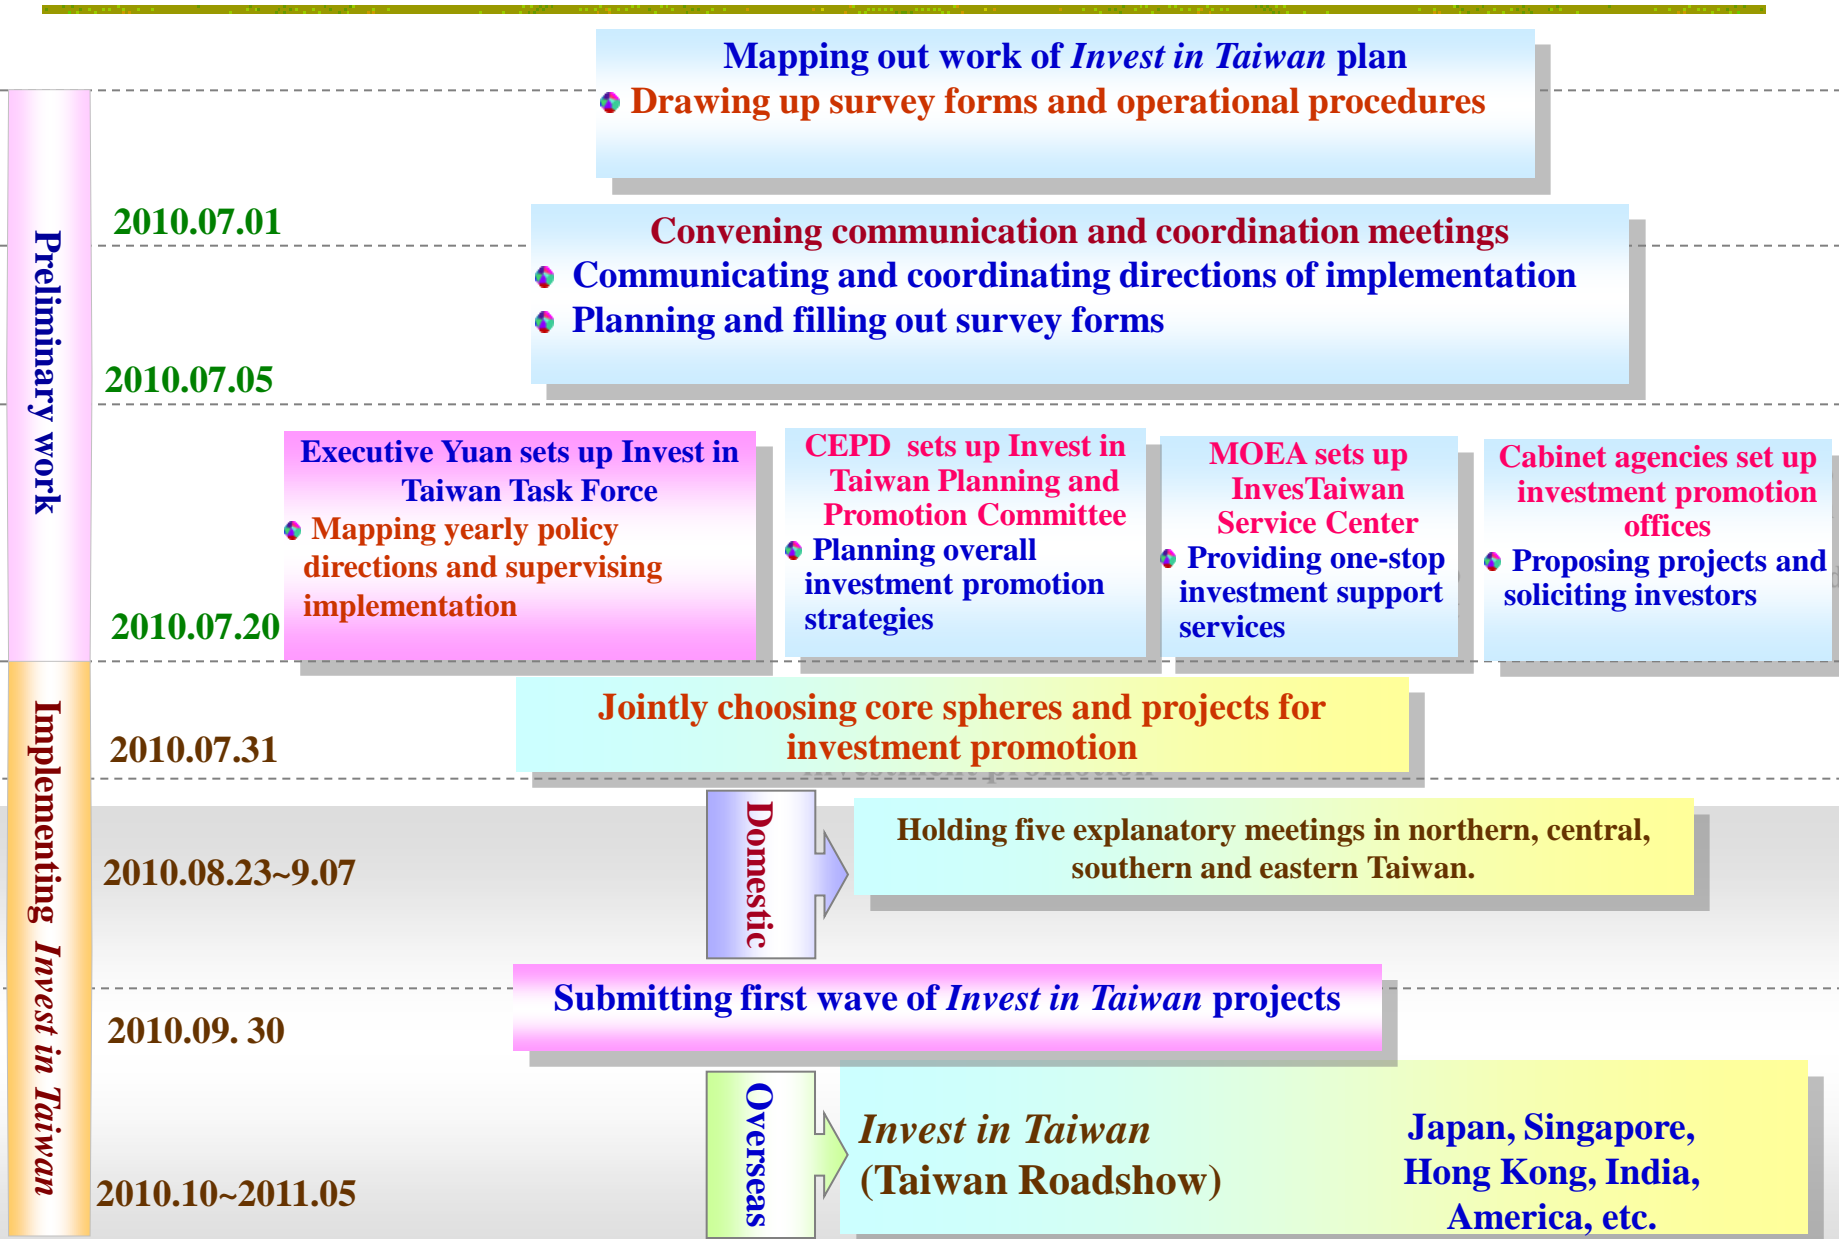 Mapping out work of Invest in Taiwan plan
Drawing up survey forms and operational procedures
Preliminary work
2010.07.01
Convening communication and coordination meetings
Communicating and coordinating directions of implementation
Planning and filling out survey forms
2010.07.05
Executive Yuan sets up Invest in
Taiwan Task Force
Mapping yearly policy
directions and supervising
implementation
CEPD sets up Invest in
Taiwan Planning and
Promotion Committee
Planning overall
investment promotion
strategies
MOEA sets up
InvesTaiwan
Service Center
Providing one-stop
investment support
services
Cabinet agencies set up
investment promotion
offices
Proposing projects and
soliciting investors
2010.07.20
Implementing Invest in Taiwan
Jointly choosing core spheres and projects for
investment promotion
2010.07.31
Domestic
Holding five explanatory meetings in northern, central,
southern and eastern Taiwan.
2010.08.23~9.07
Submitting first wave of Invest in Taiwan projects
2010.09. 30
Overseas
Invest in Taiwan
(Taiwan Roadshow)
Japan, Singapore,
Hong Kong, India,
America, etc.
2010.10~2011.05